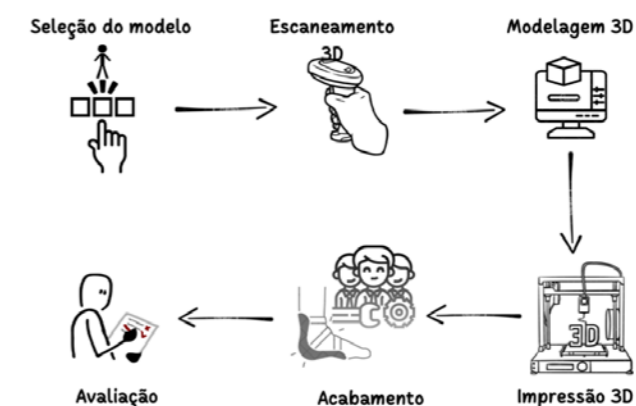 Seleção do modelo
Escaneamento
3D
Modelagem 3D
3D
Avaliação
Acabamento
Impressão 3D